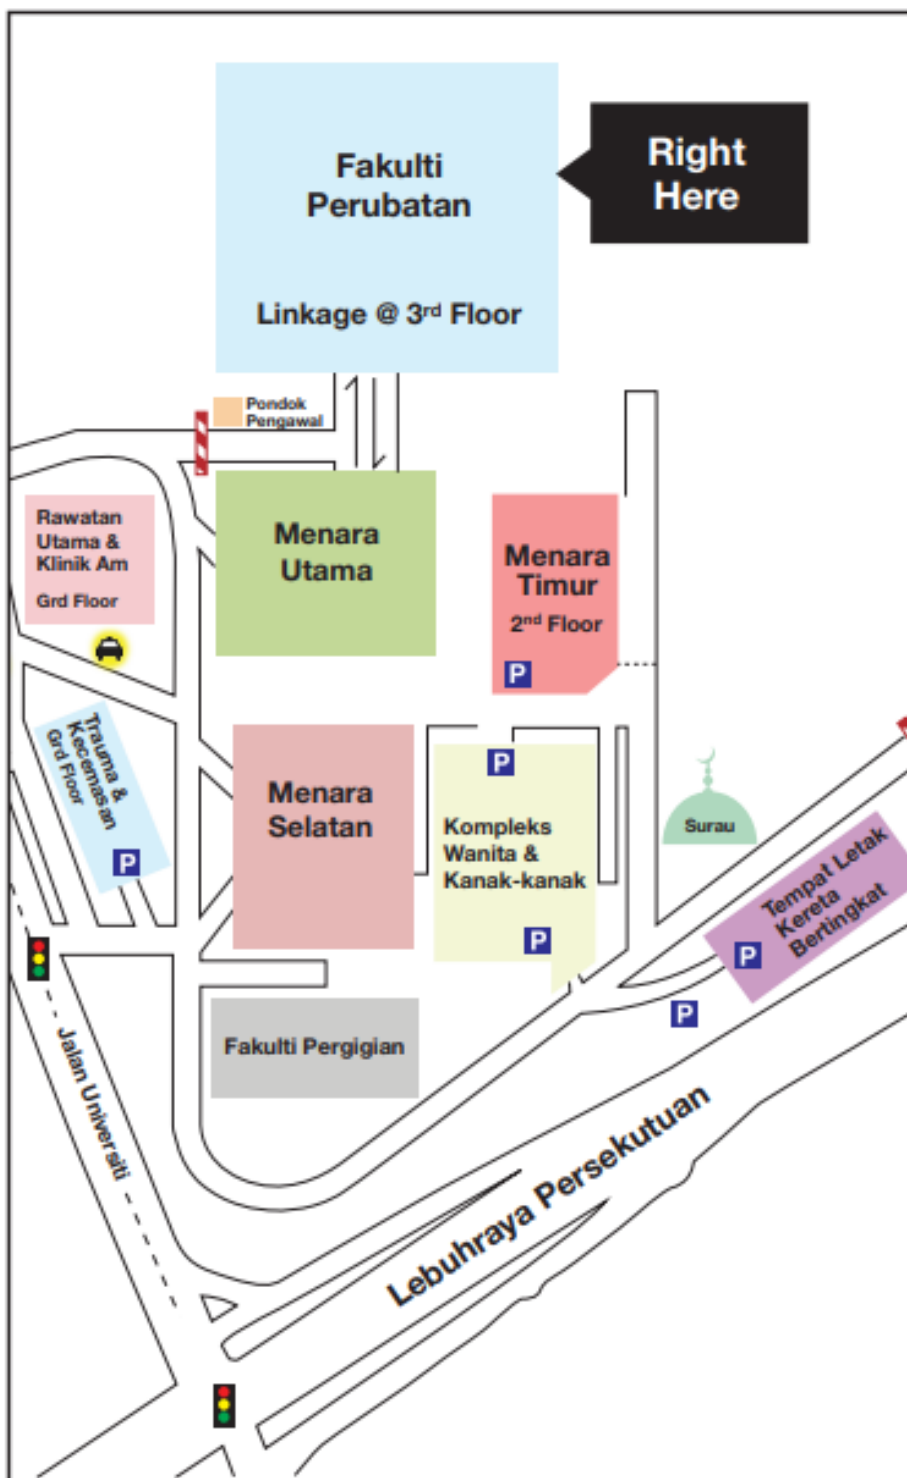 Fakulti
Perubatan
Right
Here
Linkage @ 3rd Floor
Pondok
Pengawal
Rawatan
Utama &
Klinik Am
Grd Floor
Menara
Utama
Menara
Timur
2nd Floor
P
Trauma &
Kecemasan
Grd Floor
P
Menara
Selatan
P
Kompleks
Wanita &
Kanak-kanak
P
Surau
Tempat Letak
Kereta
Bertingkat
P
P
Fakulti Pergigian
Jalan Universiti
Lebuhraya Persekutuan